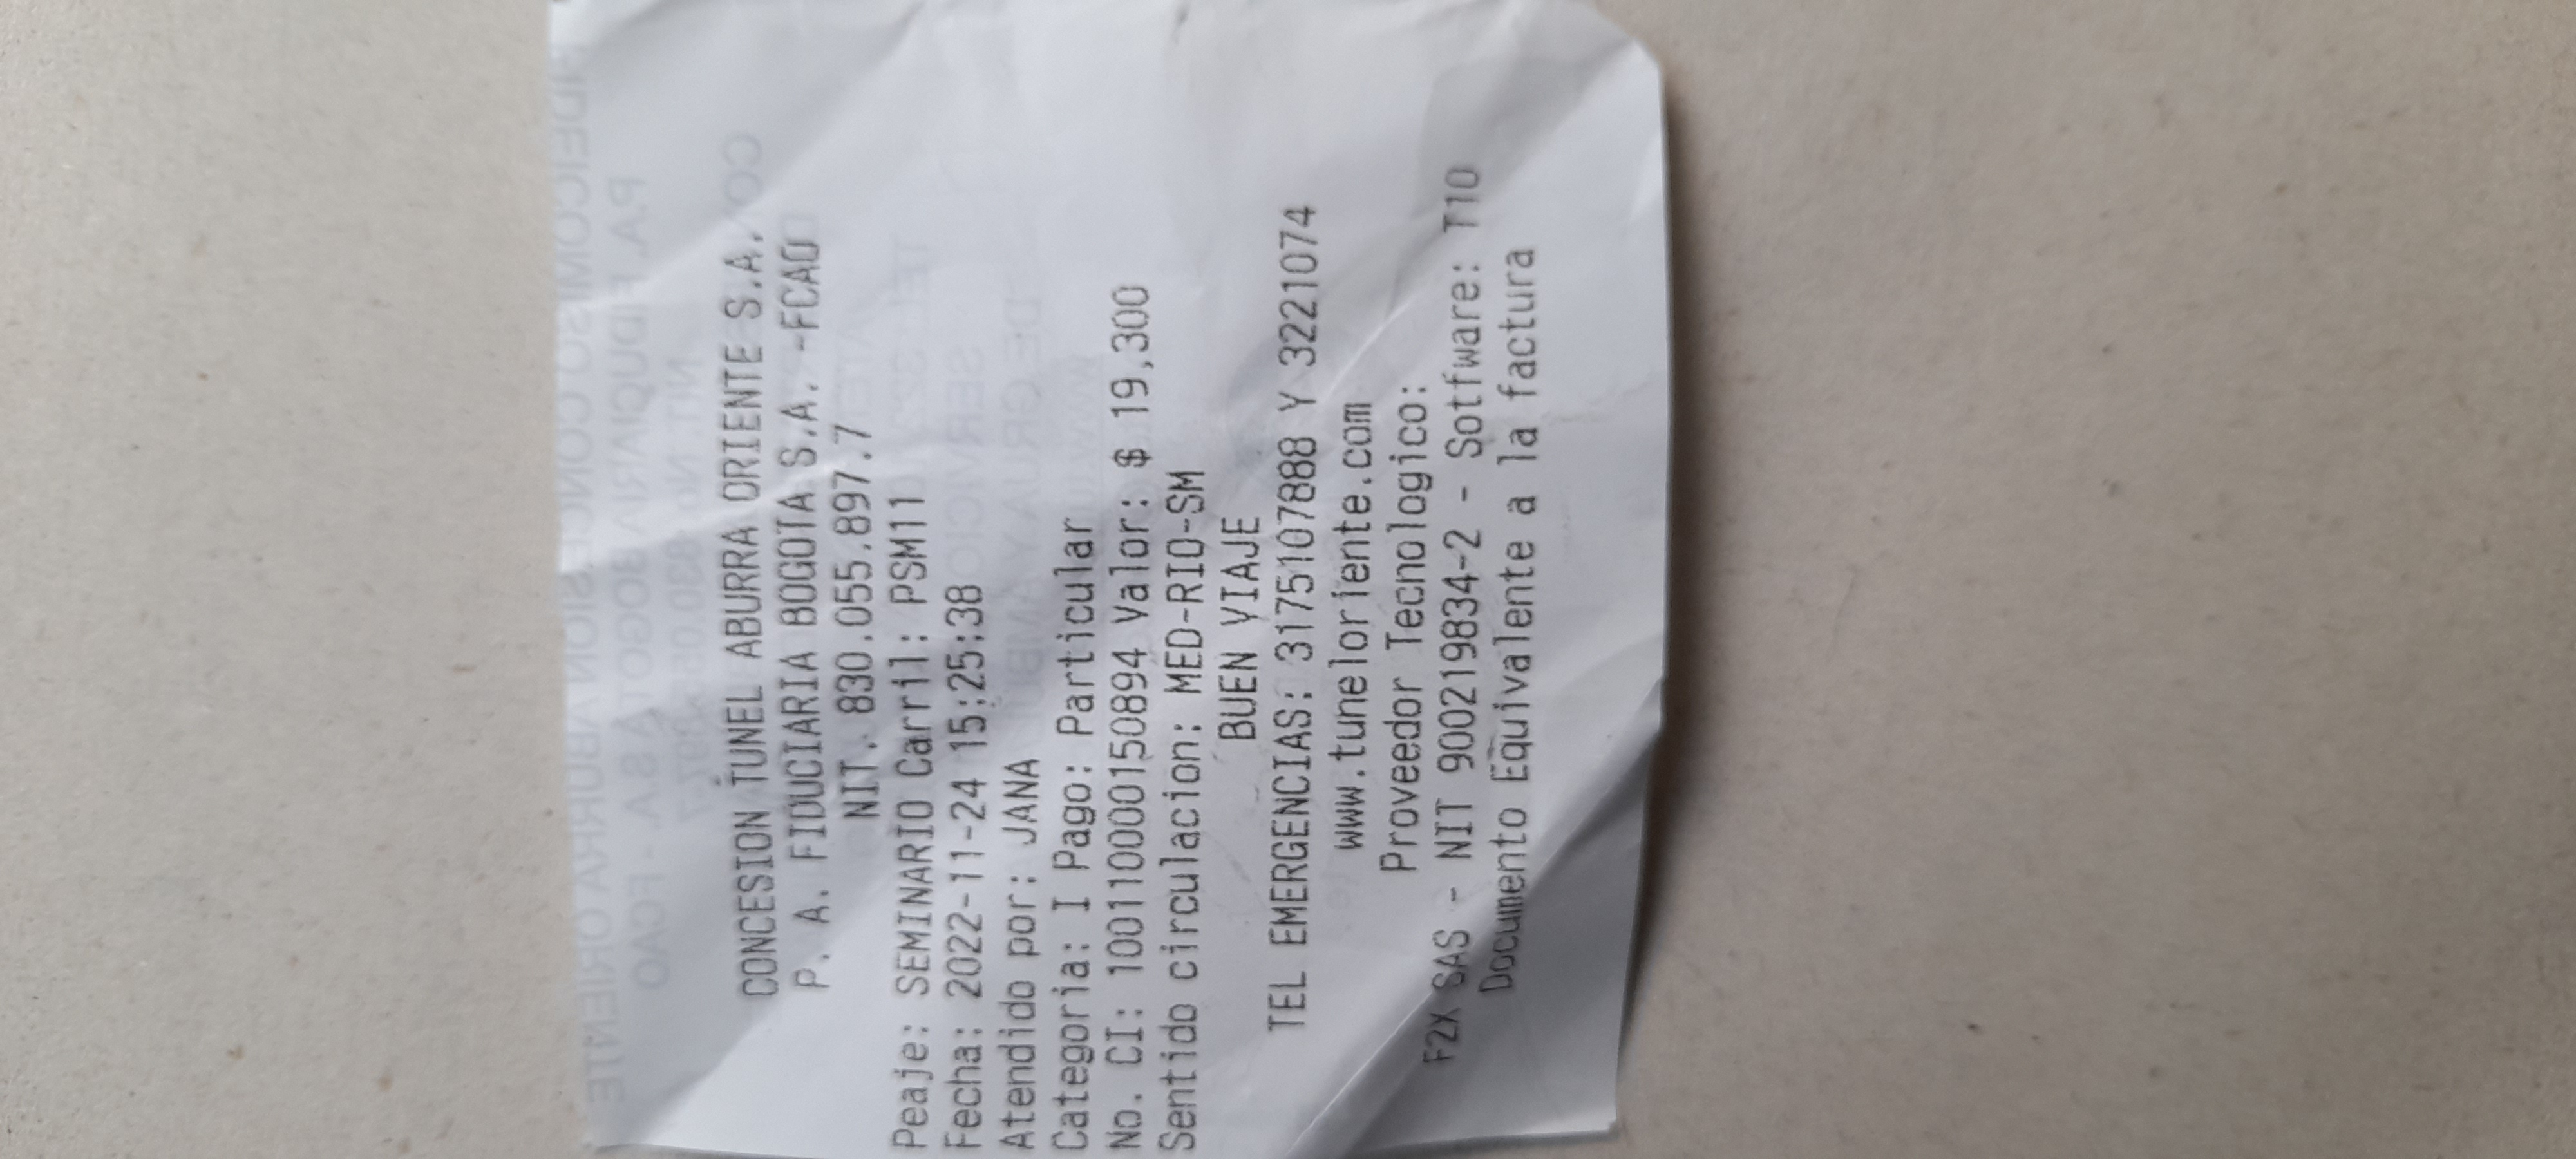 CONCESION TUNEL ABURRA ORIENTE S.A.
P. A. FIDUCIARIA BOGOTA S.A. -FCAO
NIT. 830.055.897.7
Peaje: SEMINARIO Carril: PSM11
Fecha: 2022-11-24 15:25:38
Atendido por: JANA
Categoria: I Pago: Particular
No. CI: 1001100000150894 Valor: $ 19,300
Sentido circulacion: MED-RIO-SM
BUEN VIAJE
TEL EMERGENCIAS: 3175107888 Y 3221074
www.tuneloriente.com
Proveedor Tecnologico:
F2X SAS - NIT 900219834-2 - Sotfware: T10
Documento Equivalente a la factura